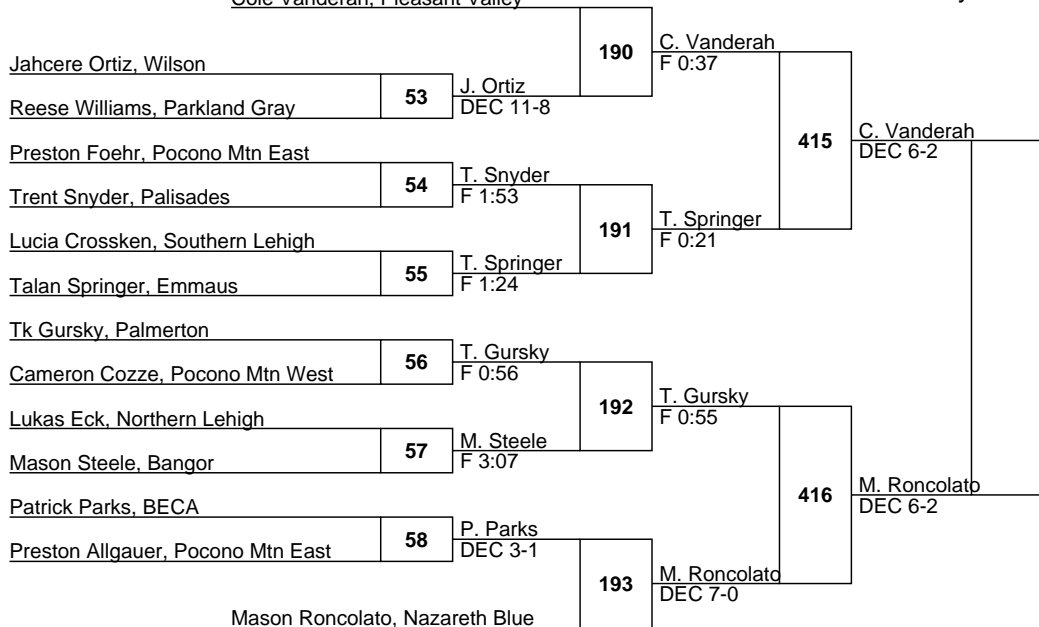 Cole Vanderah, Pleasant Valley
190
C. Vanderah
F 0:37
Jahcere Ortiz, Wilson
53
J. Ortiz
DEC 11-8
Reese Williams, Parkland Gray
415
C. Vanderah
DEC 6-2
Preston Foehr, Pocono Mtn East
54
T. Snyder
F 1:53
Trent Snyder, Palisades
191
T. Springer
F 0:21
Lucia Crossken, Southern Lehigh
55
T. Springer
F 1:24
Talan Springer, Emmaus
Tk Gursky, Palmerton
56
T. Gursky
F 0:56
Cameron Cozze, Pocono Mtn West
192
T. Gursky
F 0:55
Lukas Eck, Northern Lehigh
57
M. Steele
F 3:07
Mason Steele, Bangor
416
M. Roncolato
DEC 6-2
Patrick Parks, BECA
58
P. Parks
DEC 3-1
Preston Allgauer, Pocono Mtn East
193
M. Roncolato
DEC 7-0
Mason Roncolato, Nazareth Blue